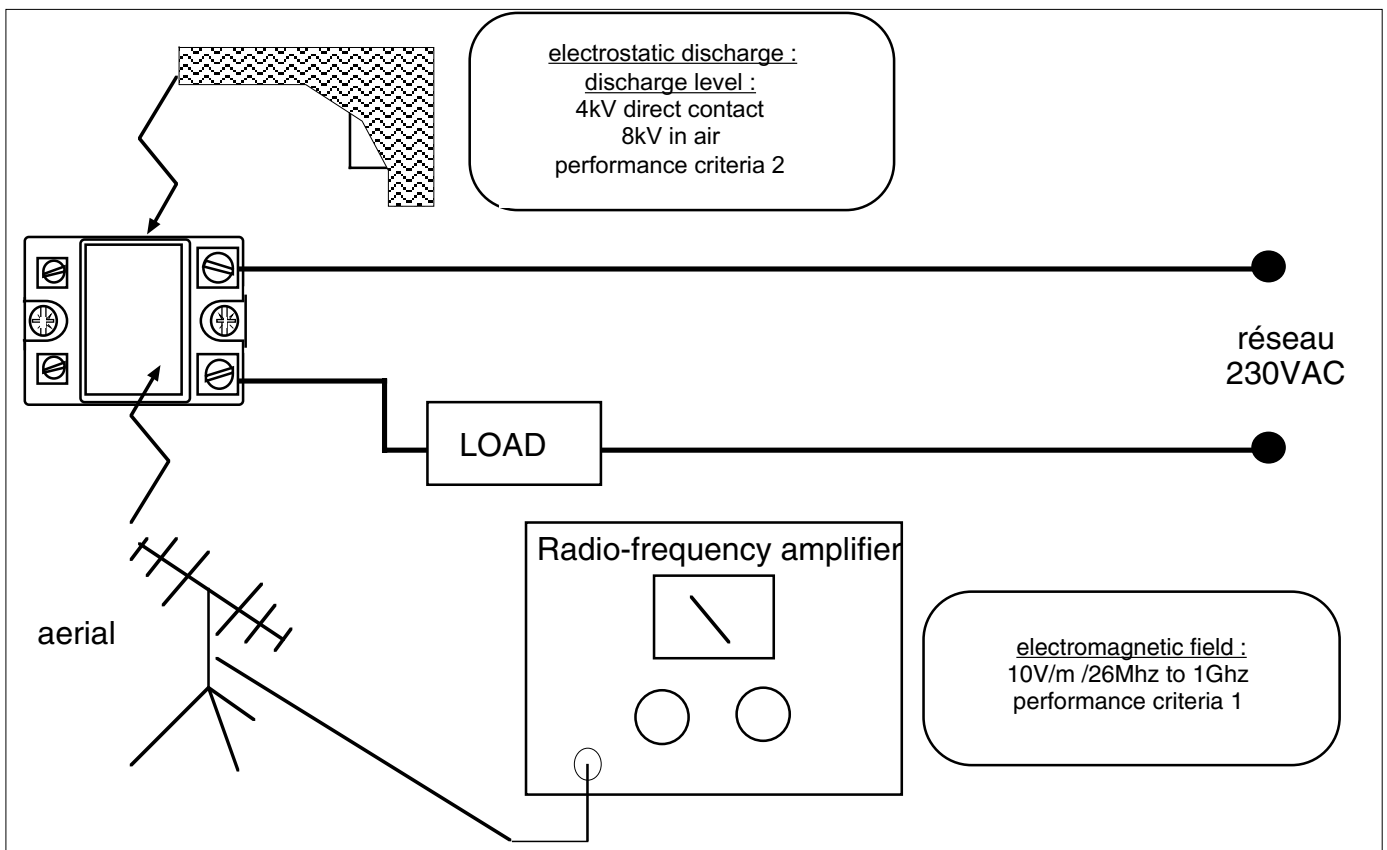 electrostatic discharge :
discharge level :
4kV direct contact
8kV in air
performance criteria 2
réseau
230VAC
LOAD
Radio-frequency amplifier
aerial
electromagnetic field :
10V/m /26Mhz to 1Ghz
performance criteria 1